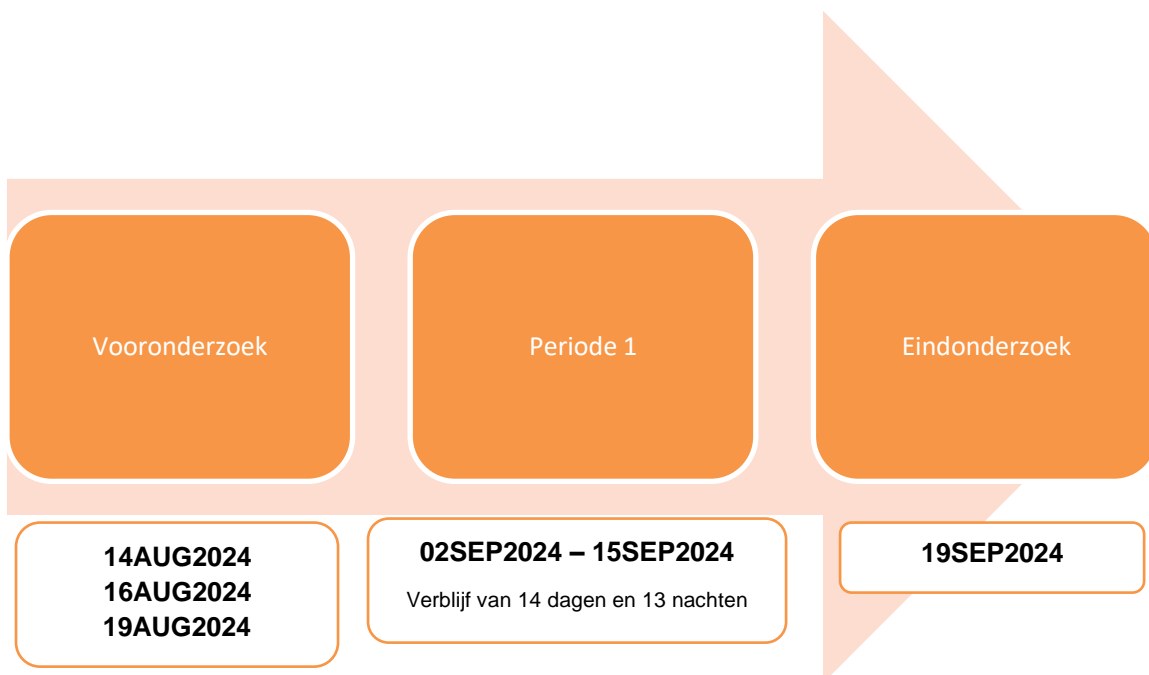 Vooronderzoek
Periode 1
Eindonderzoek
14AUG2024
16AUG2024
19AUG2024
02SEP2024 – 15SEP2024
Verblijf van 14 dagen en 13 nachten
19SEP2024